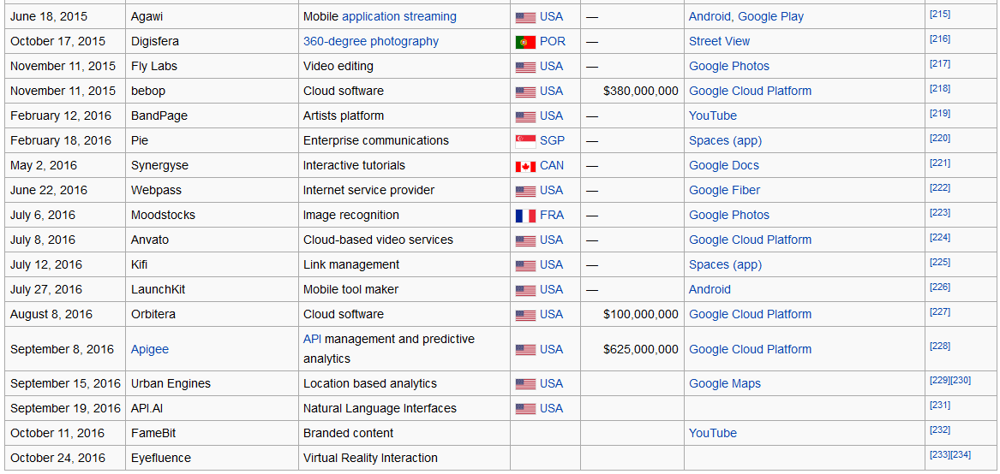 June 18, 2015 Agawi Mobile application streaming USA — Android, Google Play [215]
October 17, 2015 Digisfera 360-degree photography POR — Street View [216]
November 11, 2015 Fly Labs Video editing USA — Google Photos [217]
November 11, 2015 bebop Cloud software USA $380,000,000 Google Cloud Platform [218]
February 12, 2016 BandPage Artists platform USA — YouTube [219]
February 18, 2016 Pie Enterprise communications SGP — Spaces (app) [220]
May 2, 2016 Synergyse Interactive tutorials CAN — Google Docs [221]
June 22, 2016 Webpass Internet service provider USA — Google Fiber [222]
July 6, 2016 Moodstocks Image recognition FRA — Google Photos [223]
July 8, 2016 Anvato Cloud-based video services USA — Google Cloud Platform [224]
July 12, 2016 Kifi Link management USA — Spaces (app) [225]
July 27, 2016 LaunchKit Mobile tool maker USA — Android [226]
August 8, 2016 Orbitera Cloud software USA $100,000,000 Google Cloud Platform [227]
September 8, 2016 Apigee API management and predictive
analytics USA $625,000,000 Google Cloud Platform [228]
September 15, 2016 Urban Engines Location based analytics USA Google Maps [229][230]
September 19, 2016 API.AI Natural Language Interfaces USA [231]
October 11, 2016 FameBit Branded content YouTube [232]
October 24, 2016 Eyefluence Virtual Reality Interaction [233][234]